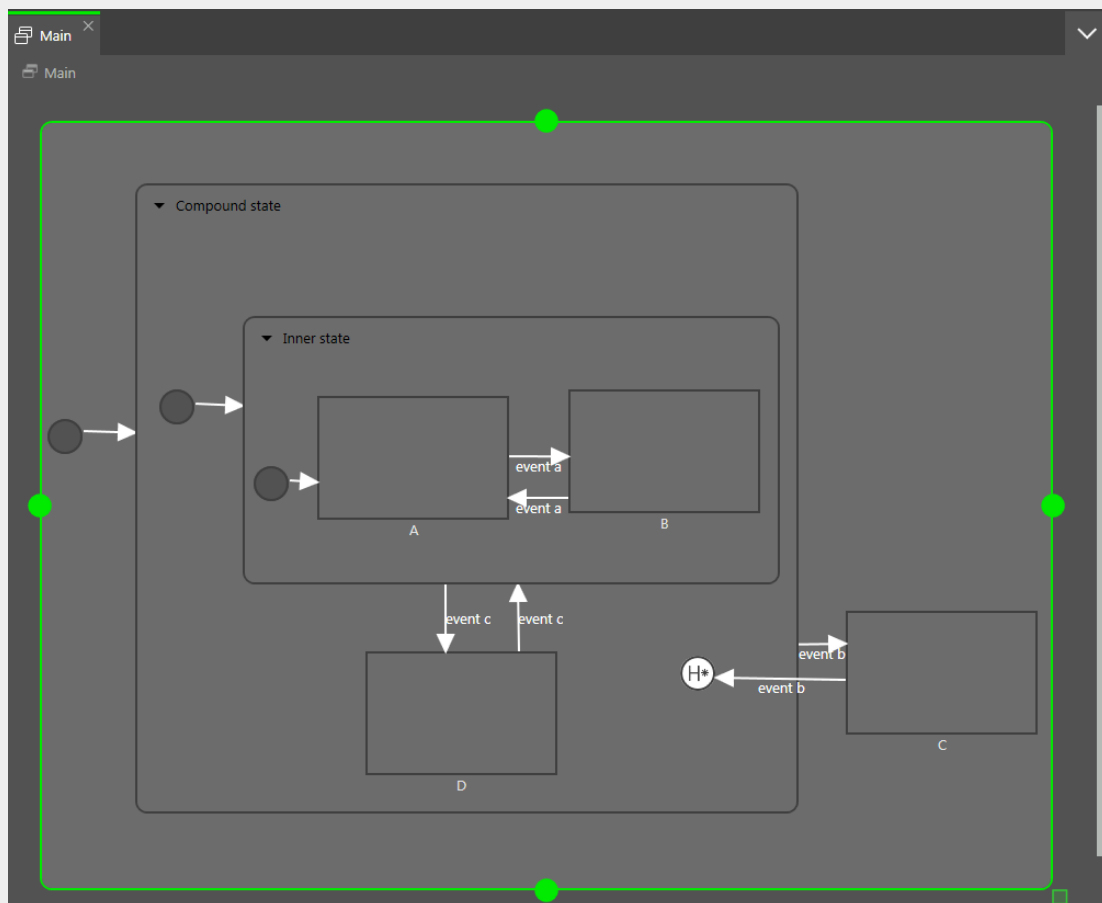 Main
Main
Compound state
Inner state
event a
event a
A
B
event c
event c
event b
H*
event b
C
D